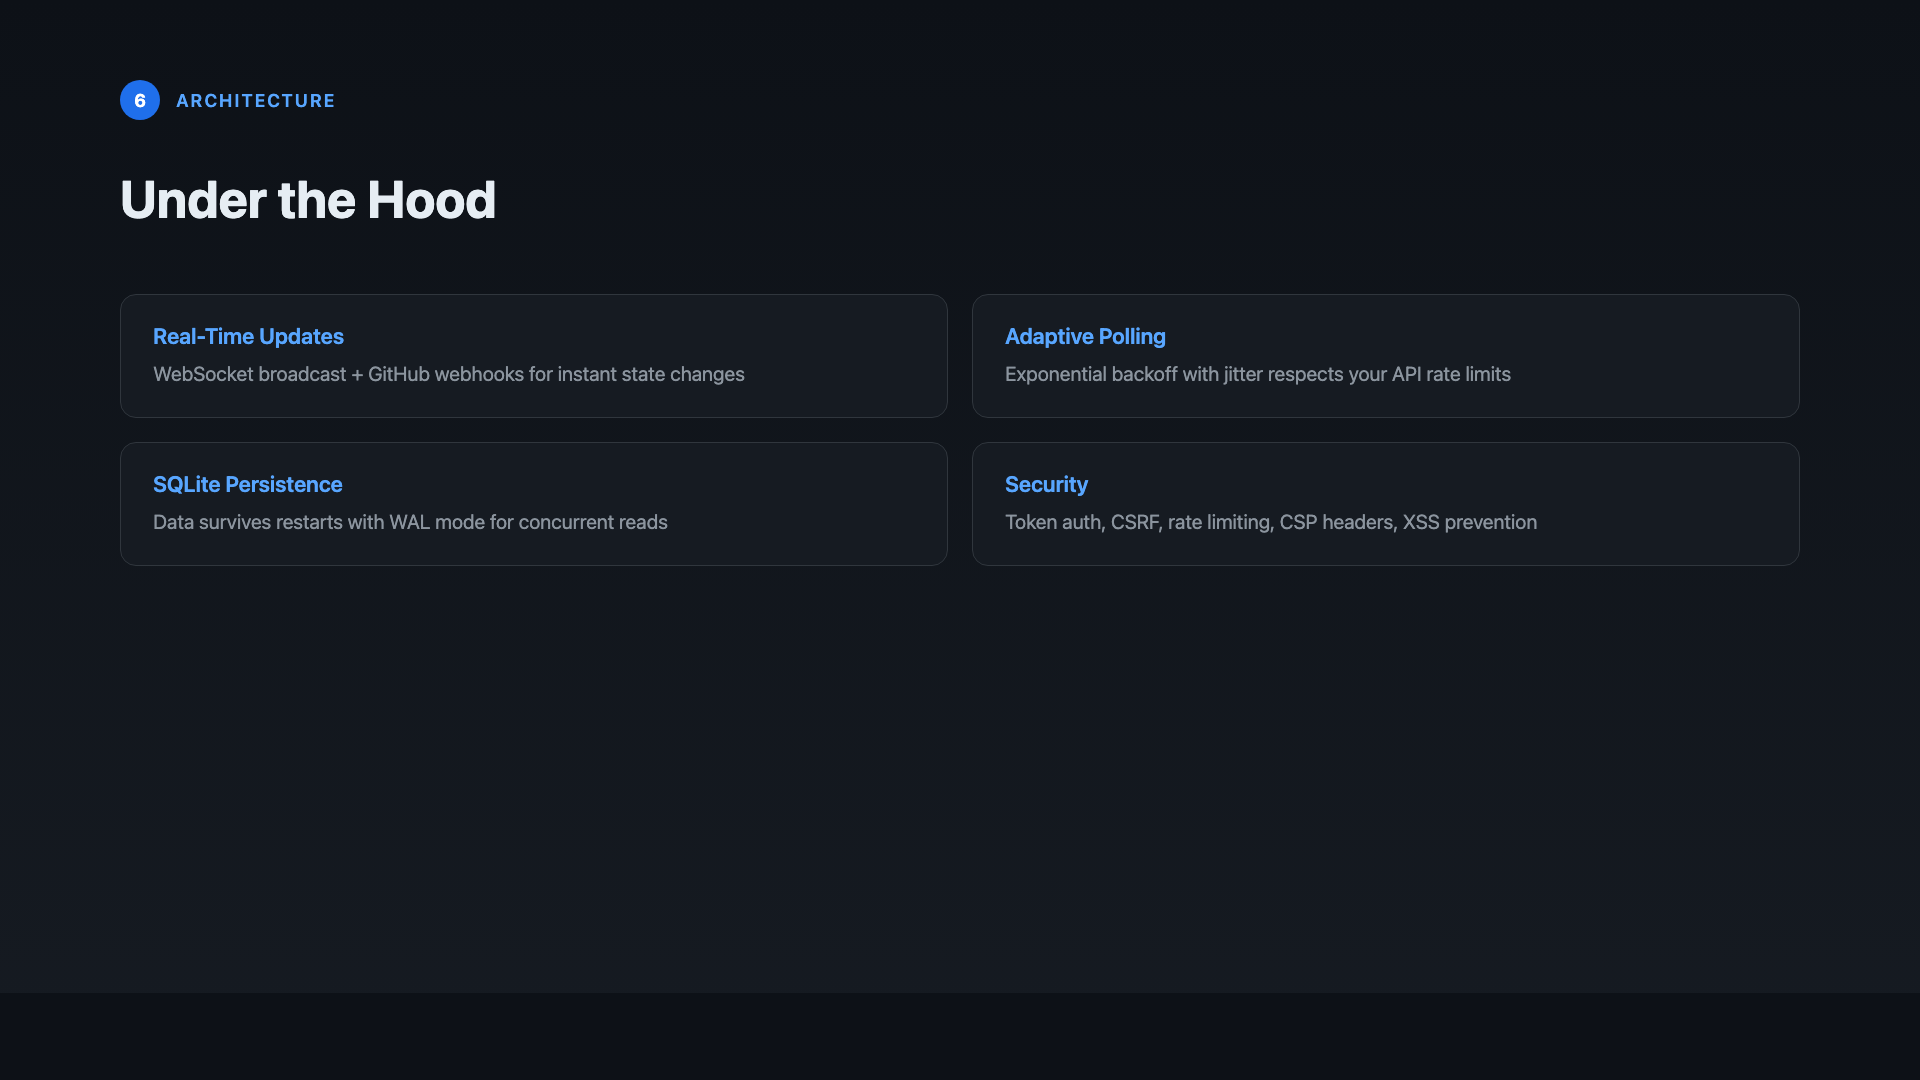 6 ARCHITECTURE
Under the Hood
Real-Time Updates
WebSocket broadcast + GitHub webhooks for instant state changes
Adaptive Polling
Exponential backoff with jitter respects your API rate limits
SQLite Persistence
Data survives restarts with WAL mode for concurrent reads
Security
Token auth, CSRF, rate limiting, CSP headers, XSS prevention